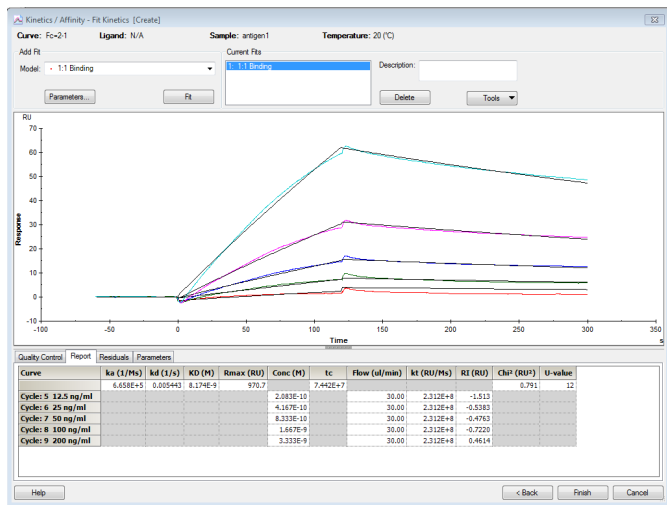 Kinetics / Affinity - Fit Kinetics [Create]
Curve: Fc=2-1 Ligand: N/A Sample: antigen1 Temperature: 20 (°C)
Add Fit Current Fits
Model: - 1:1 Binding 1: 1:1 Binding Description:
Parameters... Fit Delete Tools
RU
70
60
50
40
30
20
10
0
-10
Response
-100 -50 0 50 100 150 200 250 300 350
Time s
Quality Control Report Residuals Parameters
Curve ka (1/Ms) kd (1/s) KD (M) Rmax (RU) Conc (M) tc Flow (ul/min) kt (RU/Ms) RI (RU) Chi² (RU²) U-value
6.658E+5 0.005443 8.174E-9 970.7 7.442E+7 0.791 12
Cycle: 5 12.5 ng/ml 2.083E-10 30.00 2.312E+8 -1.513
Cycle: 6 25 ng/ml 4.167E-10 30.00 2.312E+8 -0.5383
Cycle: 7 50 ng/ml 8.333E-10 30.00 2.312E+8 -0.4763
Cycle: 8 100 ng/ml 1.667E-9 30.00 2.312E+8 -0.7220
Cycle: 9 200 ng/ml 3.333E-9 30.00 2.312E+8 0.4614
Help < Back Finish Cancel